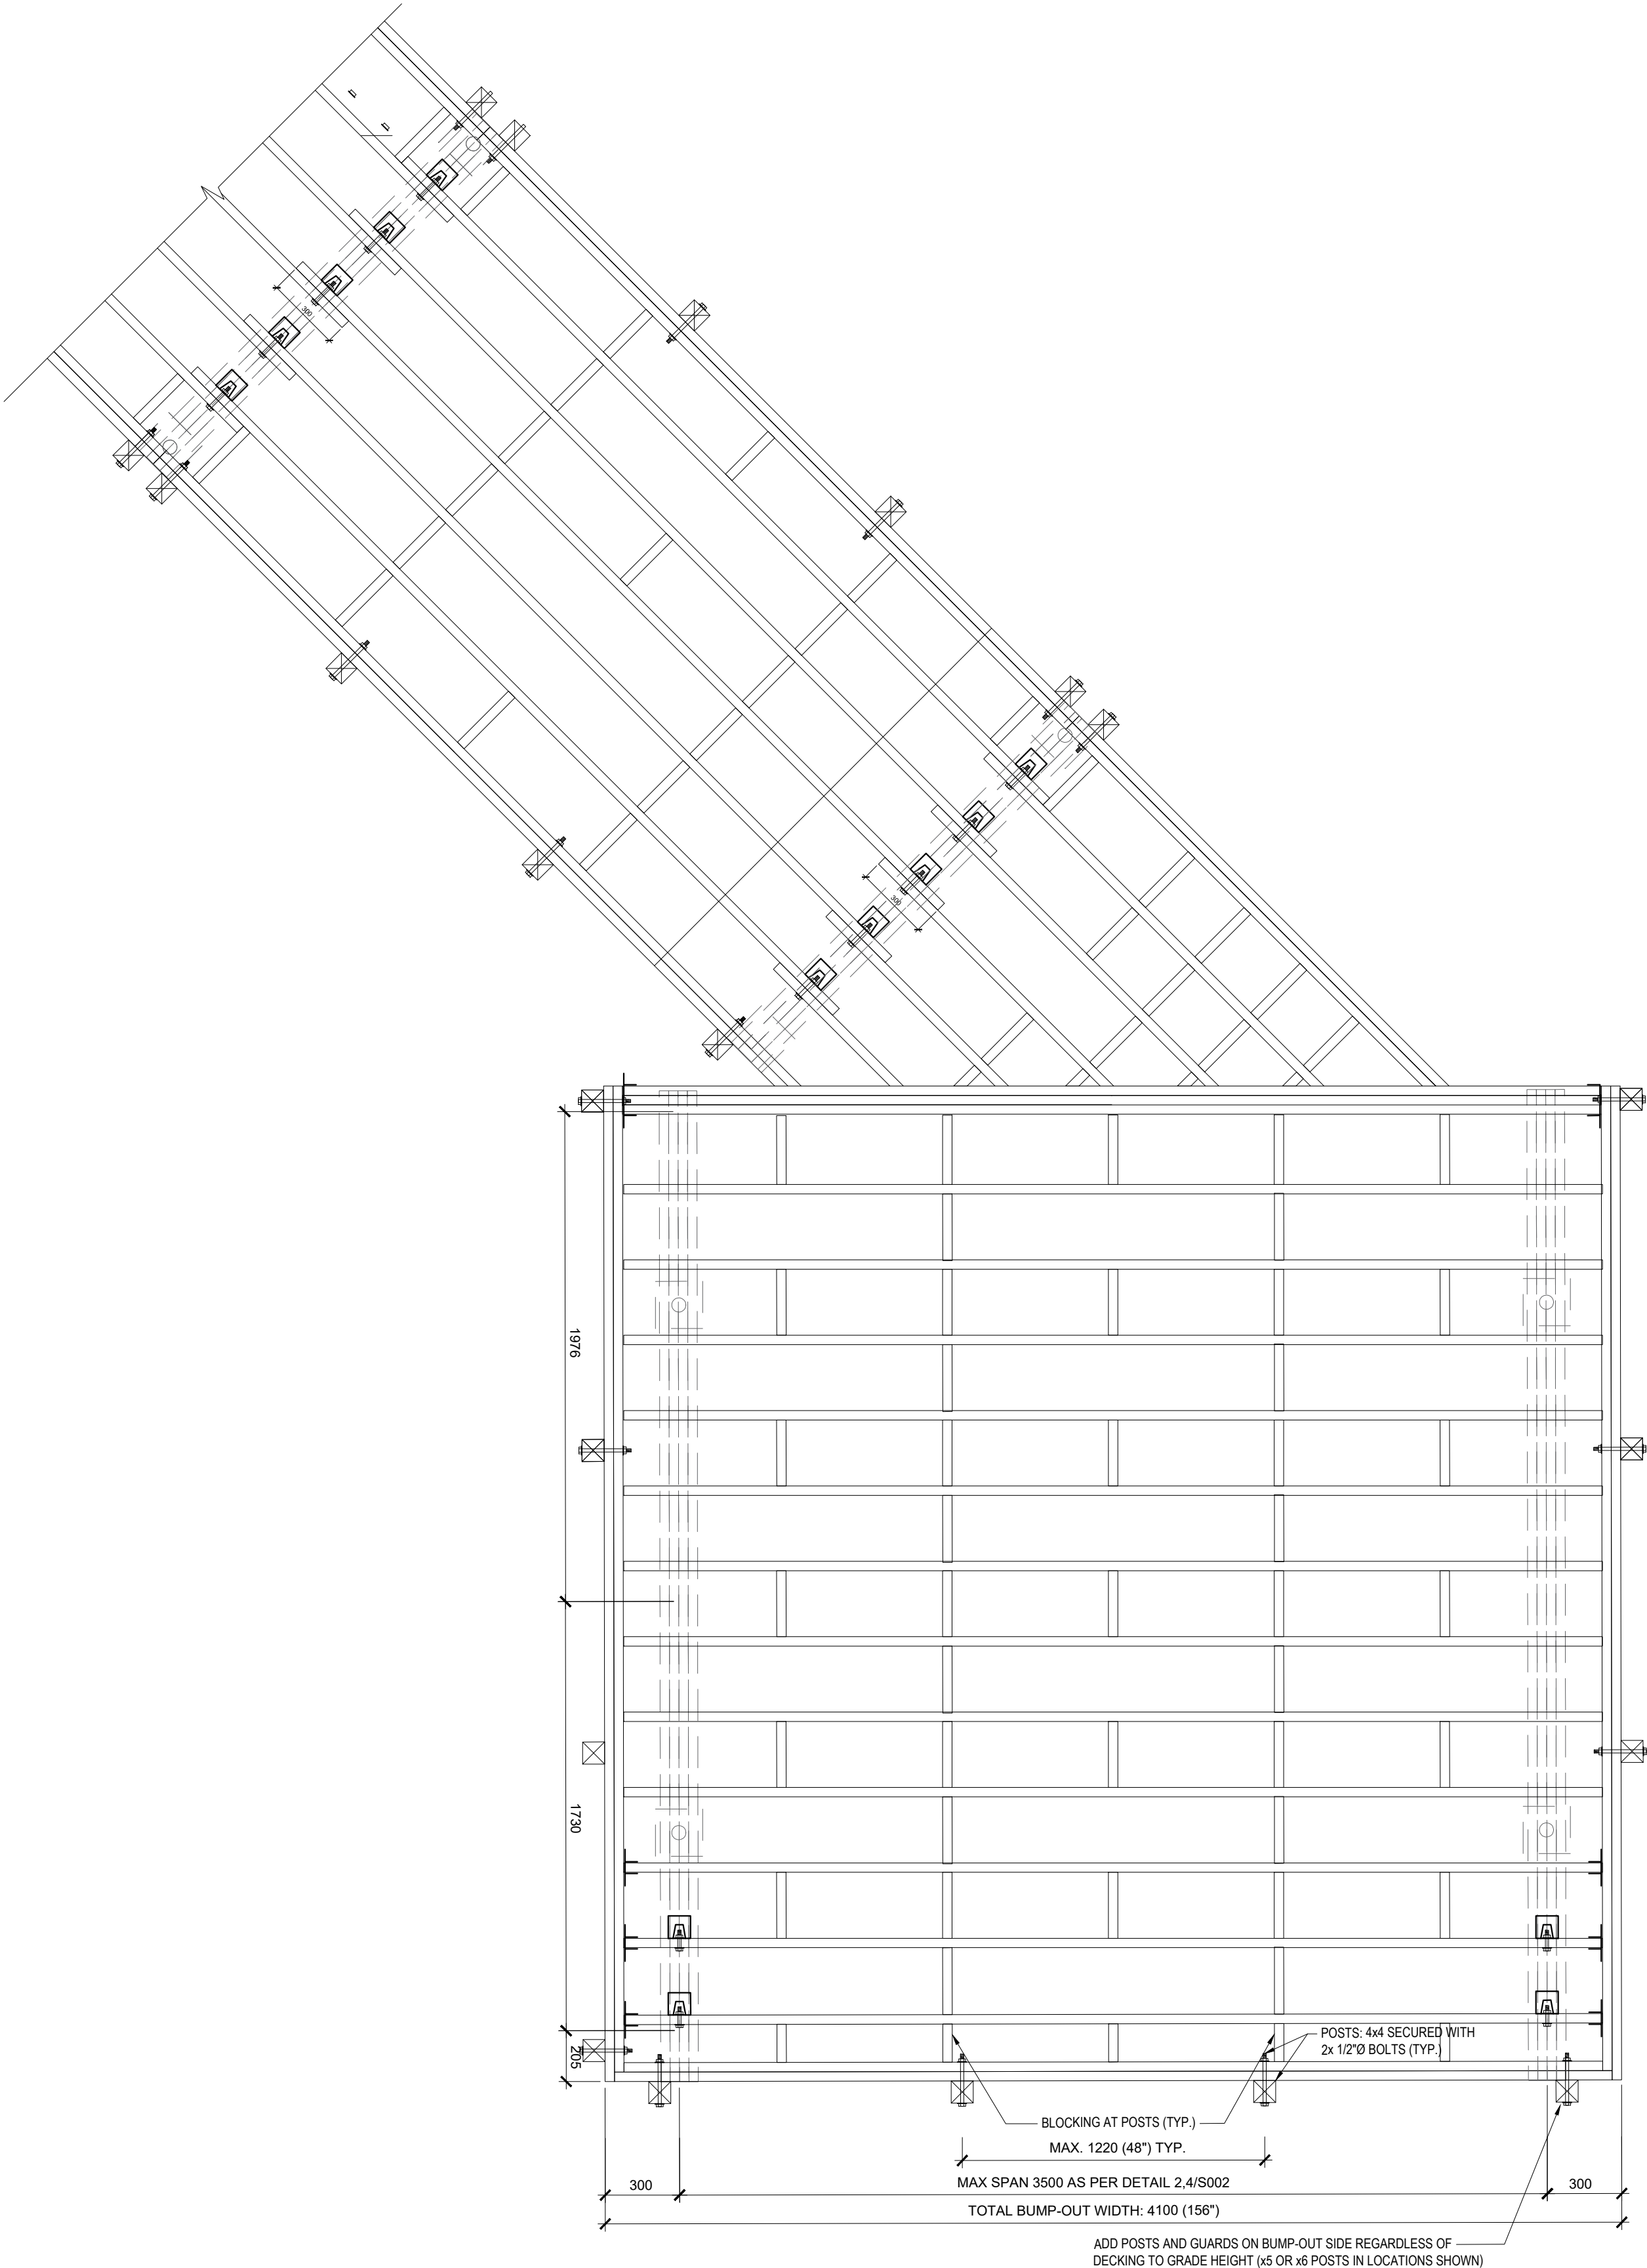 300
300
1976
1730
205
POSTS: 4x4 SECURED WITH
2x 1/2"Ø BOLTS (TYP.)
BLOCKING AT POSTS (TYP.)
MAX. 1220 (48") TYP.
300
MAX SPAN 3500 AS PER DETAIL 2,4/S002
300
TOTAL BUMP-OUT WIDTH: 4100 (156")
ADD POSTS AND GUARDS ON BUMP-OUT SIDE REGARDLESS OF
DECKING TO GRADE HEIGHT (x5 OR x6 POSTS IN LOCATIONS SHOWN)